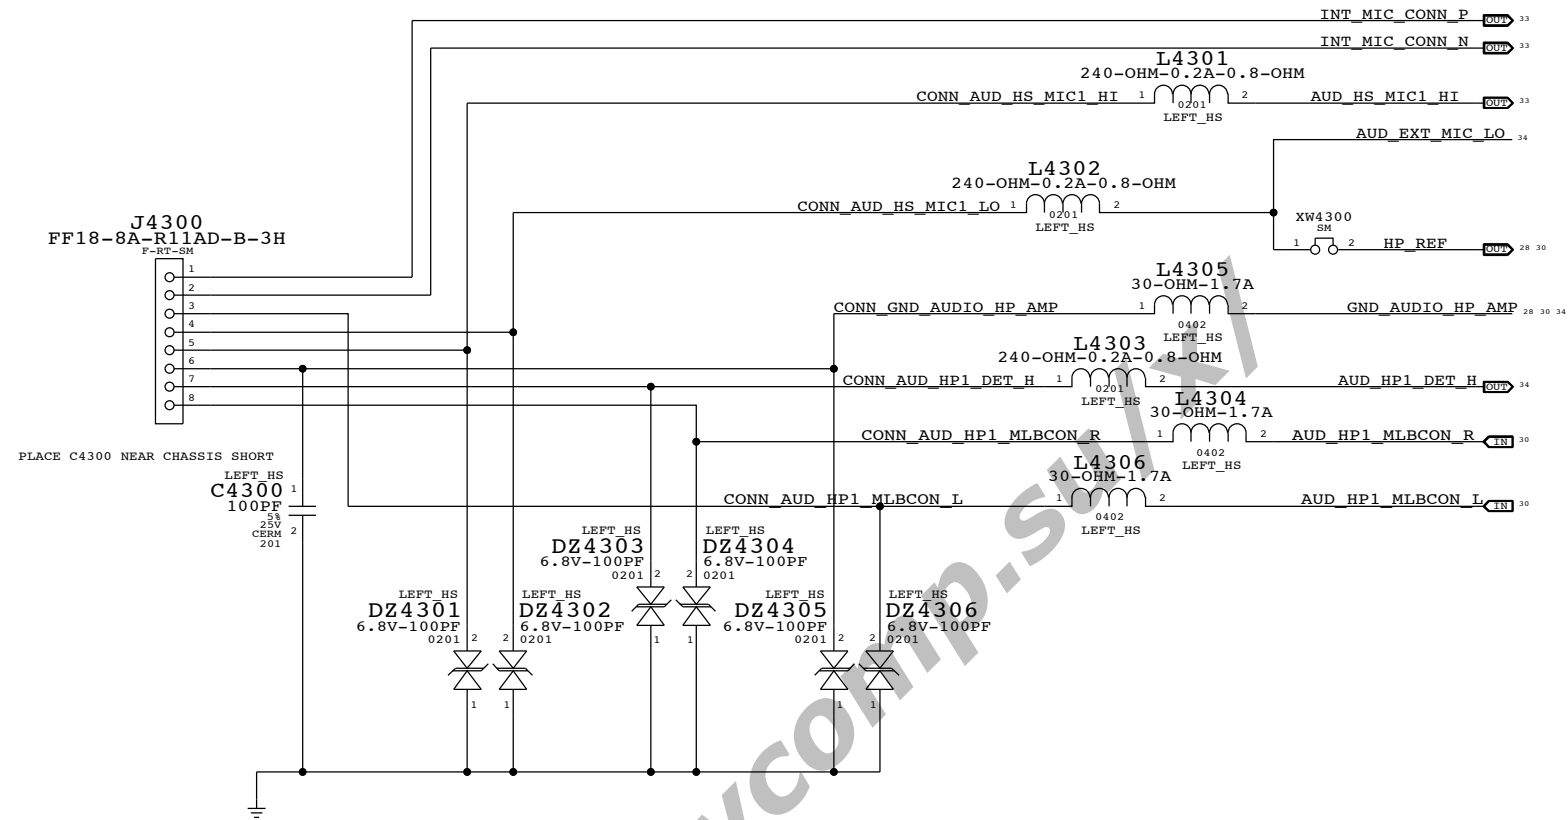 INT_MIC_CONN_P OUT 33
INT_MIC_CONN_N OUT 33
L4301
240-OHM-0.2A-0.8-OHM
CONN_AUD_HS_MIC1_HI 1 2 AUD_HS_MIC1_HI OUT 33
0201
LEFT_HS
AUD_EXT_MIC_LO 34
L4302
240-OHM-0.2A-0.8-OHM
CONN_AUD_HS_MIC1_LO 1 2
0201
LEFT_HS
XW4300
SM
1 2 HP_REF OUT 28 30
J4300
FF18-8A-R11AD-B-3H
F-RT-SM
1
2
3
4
5
6
7
8
L4305
30-OHM-1.7A
CONN_GND_AUDIO_HP_AMP 1 2 GND_AUDIO_HP_AMP 28 30 34
0402
LEFT_HS
L4303
240-OHM-0.2A-0.8-OHM
CONN_AUD_HP1_DET_H 1 2 AUD_HP1_DET_H OUT 34
0201
LEFT_HS
L4304
30-OHM-1.7A
CONN_AUD_HP1_MLBCON_R 1 2 AUD_HP1_MLBCON_R IN 30
0402
LEFT_HS
L4306
30-OHM-1.7A
CONN_AUD_HP1_MLBCON_L 1 2 AUD_HP1_MLBCON_L IN 30
0402
LEFT_HS
PLACE C4300 NEAR CHASSIS SHORT
LEFT_HS
C4300 1
100PF
5%
25V
CERM 2
201
LEFT_HS
DZ4303
6.8V-100PF
0201 2
1
LEFT_HS
DZ4304
6.8V-100PF
2 0201
1
LEFT_HS
DZ4301
6.8V-100PF
0201 2
1
LEFT_HS
DZ4302
6.8V-100PF
2 0201
1
LEFT_HS
DZ4305
6.8V-100PF
0201 2
1
LEFT_HS
DZ4306
6.8V-100PF
2 0201
1
ycomp.su/x/